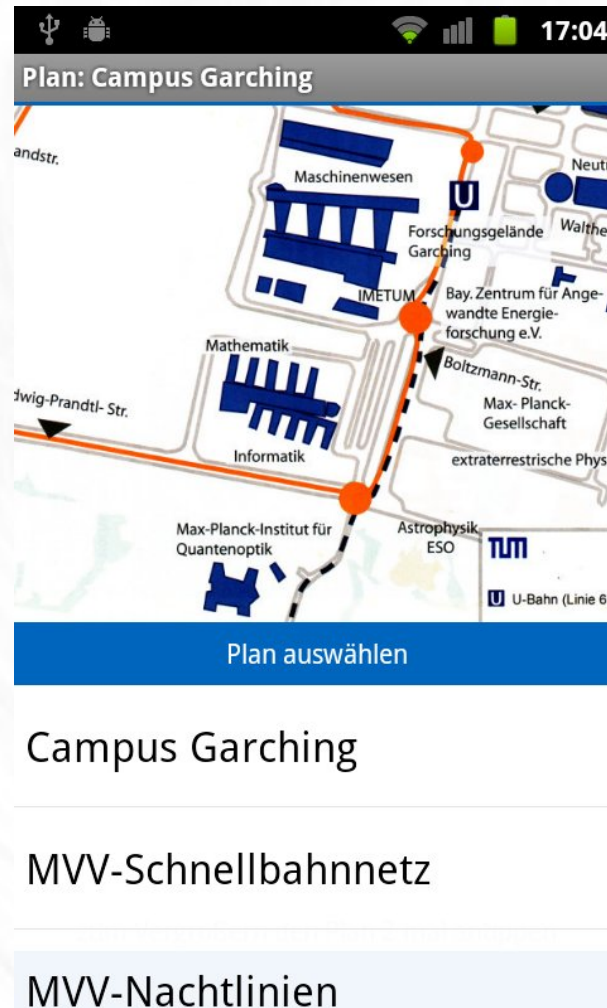 17:04
Plan: Campus Garching
andstr.
Maschinenwesen
Neut
U
Forschungsgelände
Garching
Walthe
IMETUM
Bay. Zentrum für Ange-
wandte Energie-
forschung e.V.
Mathematik
Boltzmann-Str.
dwig-Prandtl- Str.
Max- Planck-
Gesellschaft
Informatik
extraterrestrische Phys
Max-Planck-Institut für
Quantenoptik
Astrophysik
ESO
TUM
U U-Bahn (Linie 6
Plan auswählen
Campus Garching
MVV-Schnellbahnnetz
MVV-Nachtlinien